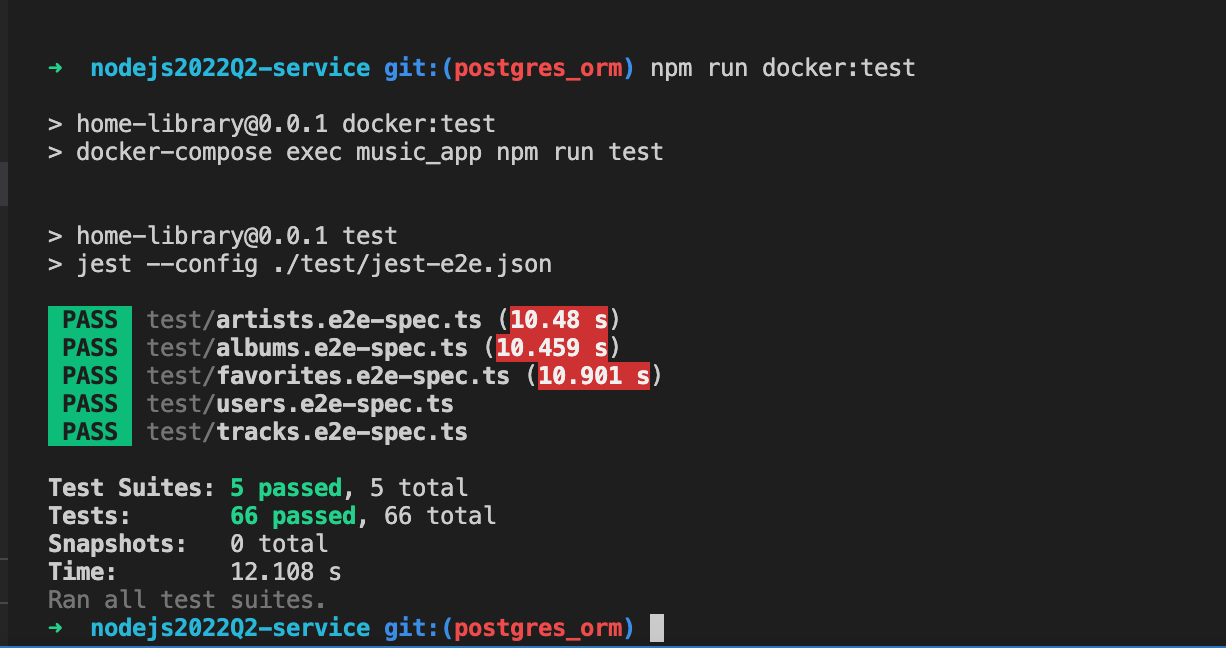 ➜ nodejs2022Q2-service git:(postgres_orm) npm run docker:test
> home-library@0.0.1 docker:test
> docker-compose exec music_app npm run test
> home-library@0.0.1 test
> jest --config ./test/jest-e2e.json
PASS test/artists.e2e-spec.ts (10.48 s)
PASS test/albums.e2e-spec.ts (10.459 s)
PASS test/favorites.e2e-spec.ts (10.901 s)
PASS test/users.e2e-spec.ts
PASS test/tracks.e2e-spec.ts
Test Suites: 5 passed, 5 total
Tests: 66 passed, 66 total
Snapshots: 0 total
Time: 12.108 s
Ran all test suites.
➜ nodejs2022Q2-service git:(postgres_orm)